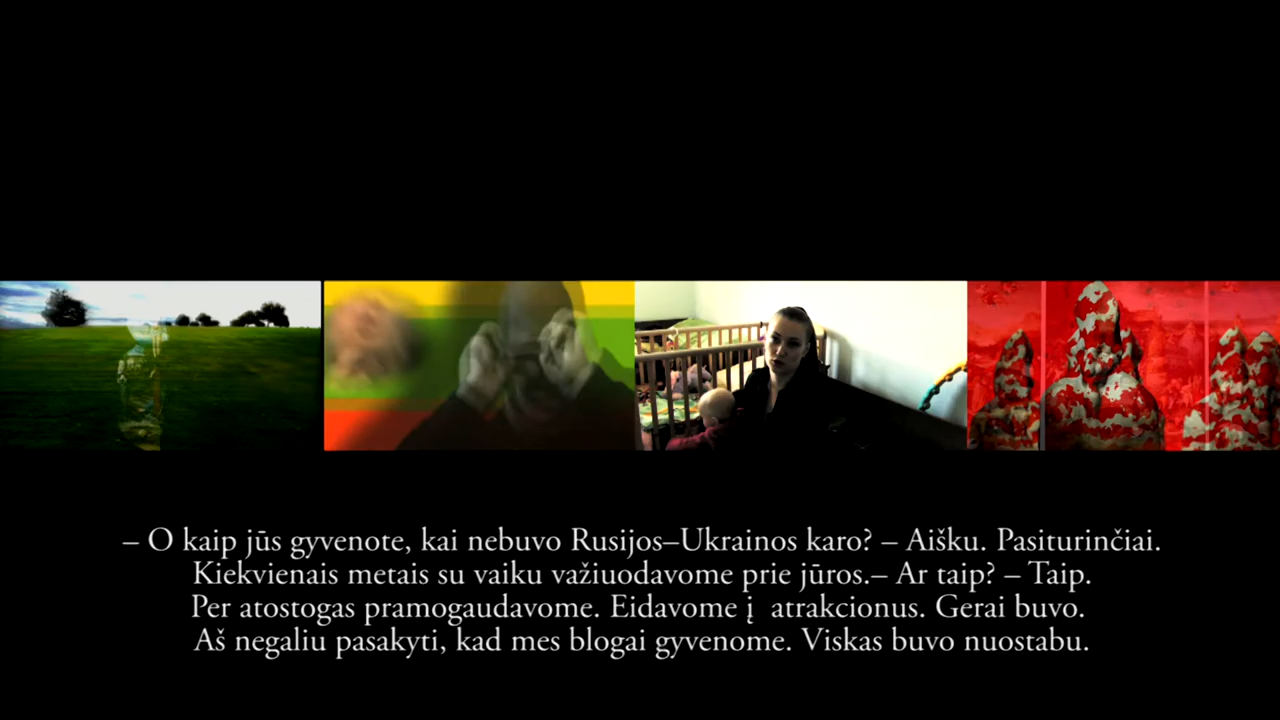 – O kaip jūs gyvenote, kai nebuvo Rusijos–Ukrainos karo? – Aišku. Pasiturinčiai.
Kiekvienais metais su vaiku važiuodavome prie jūros.– Ar taip? – Taip.
Per atostogas pramogaudavome. Eidavome į  atrakcionus. Gerai buvo.
Aš negaliu pasakyti, kad mes blogai gyvenome. Viskas buvo nuostabu.